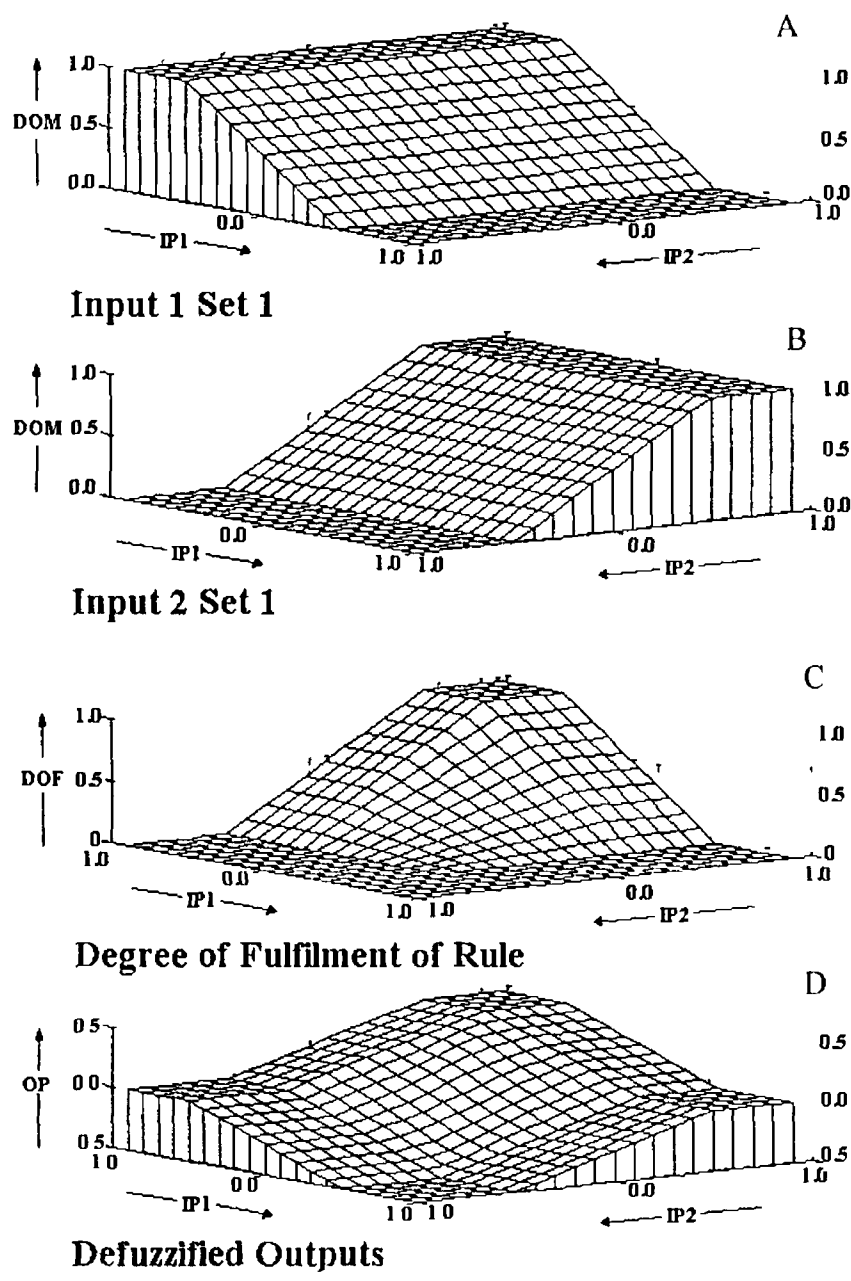 A
1.0
DOM
0.5
0.0
0.0
IP1
1.0 1.0
0.0
IP2
1.0
0.5
0.0
1.0
Input 1 Set 1
B
1.0
DOM
0.5
0.0
0.0
IP1
1.0 1.0
0.0
IP2
1.0
0.5
0.0
1.0
Input 2 Set 1
C
1.0
DOF
0.5
0
1.0
0.0
IP1
1.0 1.0
0.0
IP2
1.0
0.5
0
1.0
Degree of Fulfilment of Rule
D
0 5
OP
0 0
0 5
1 0
0 0
IP1
1 0 1 0
0.0
IP2
0.5
0.0
0.5
1.0
Defuzzified Outputs